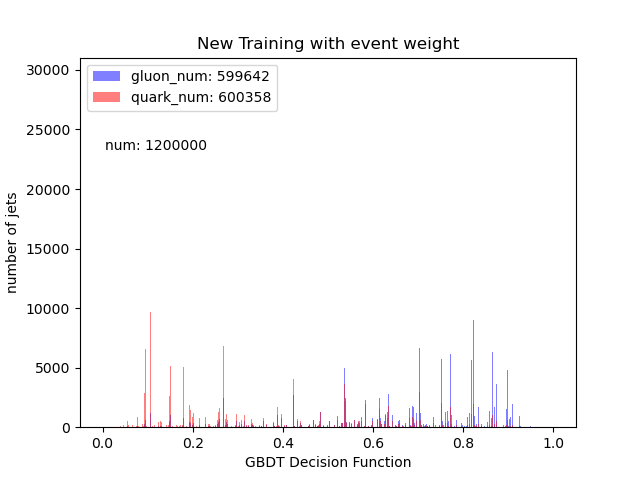 New Training with event weight
30000
25000
20000
15000
10000
5000
0
number of jets
gluon_num: 599642
quark_num: 600358
num: 1200000
0.0 0.2 0.4 0.6 0.8 1.0
GBDT Decision Function